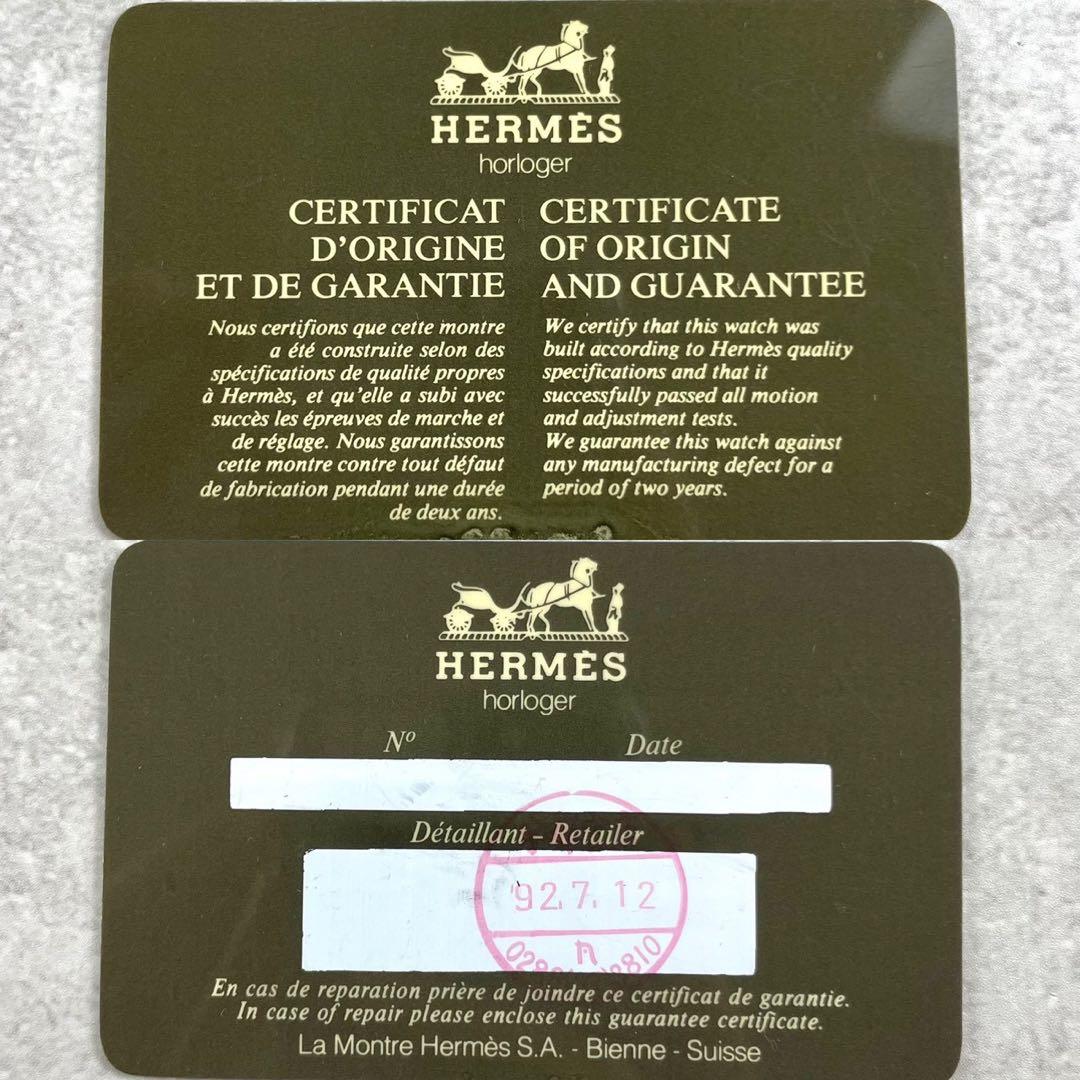 HERMÈS
horloger
CERTIFICAT
D'ORIGINE
ET DE GARANTIE
Nous certifions que cette montre
a été construite selon des
spécifications de qualité propres
à Hermès, et qu'elle a subi avec
succès les épreuves de marche et
de réglage. Nous garantissons
cette montre contre tout défaut
de fabrication pendant une durée
de deux ans.
CERTIFICATE
OF ORIGIN
AND GUARANTEE
We certify that this watch was
built according to Hermès quality
specifications and that it
successfully passed all motion
and adjustment tests.
We guarantee this watch against
any manufacturing defect for a
period of two years.
HERMÈS
horloger
Nº Date
Détaillant - Retailer
'92.7.12
En cas de reparation prière de joindre ce certificat de garantie.
In case of repair please enclose this guarantee certificate.
La Montre Hermès S.A. - Bienne - Suisse